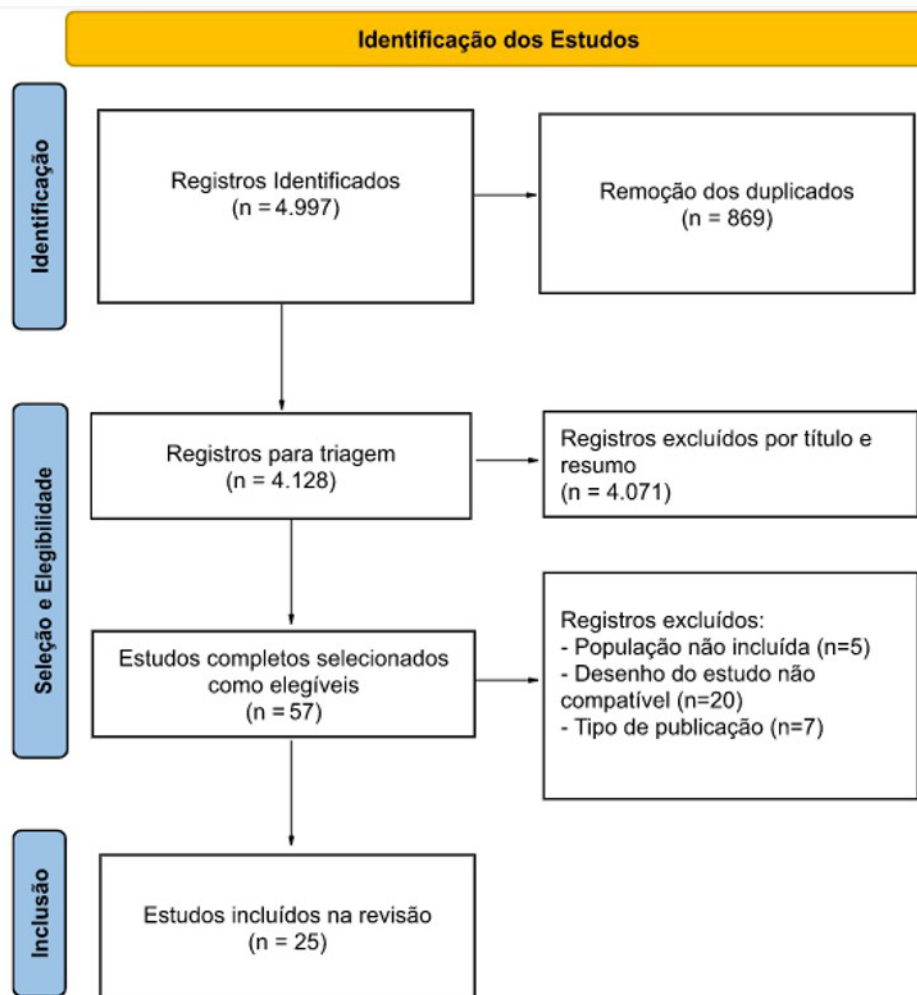 Identificação dos Estudos
Identificação
Registros Identificados
(n = 4.997)
Remoção dos duplicados
(n = 869)
Seleção e Elegibilidade
Registros para triagem
(n = 4.128)
Registros excluídos por título e
resumo
(n = 4.071)
Estudos completos selecionados
como elegíveis
(n = 57)
Registros excluídos:
- População não incluída (n=5)
- Desenho do estudo não
compatível (n=20)
- Tipo de publicação (n=7)
Inclusão
Estudos incluídos na revisão
(n = 25)